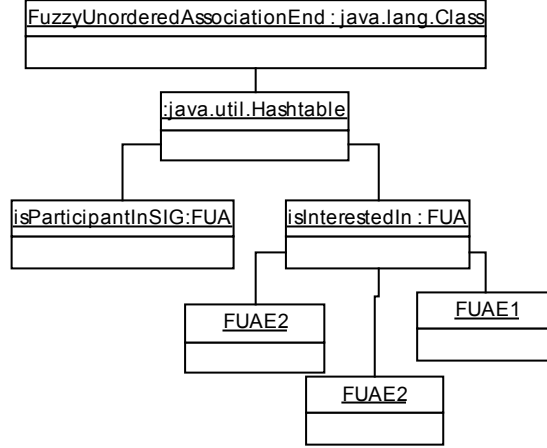 FuzzyUnorderedAssociationEnd : java.lang.Class
:java.util.Hashtable
isParticipantInSIG:FUA
isInterestedIn : FUA
FUAE2
FUAE1
FUAE2